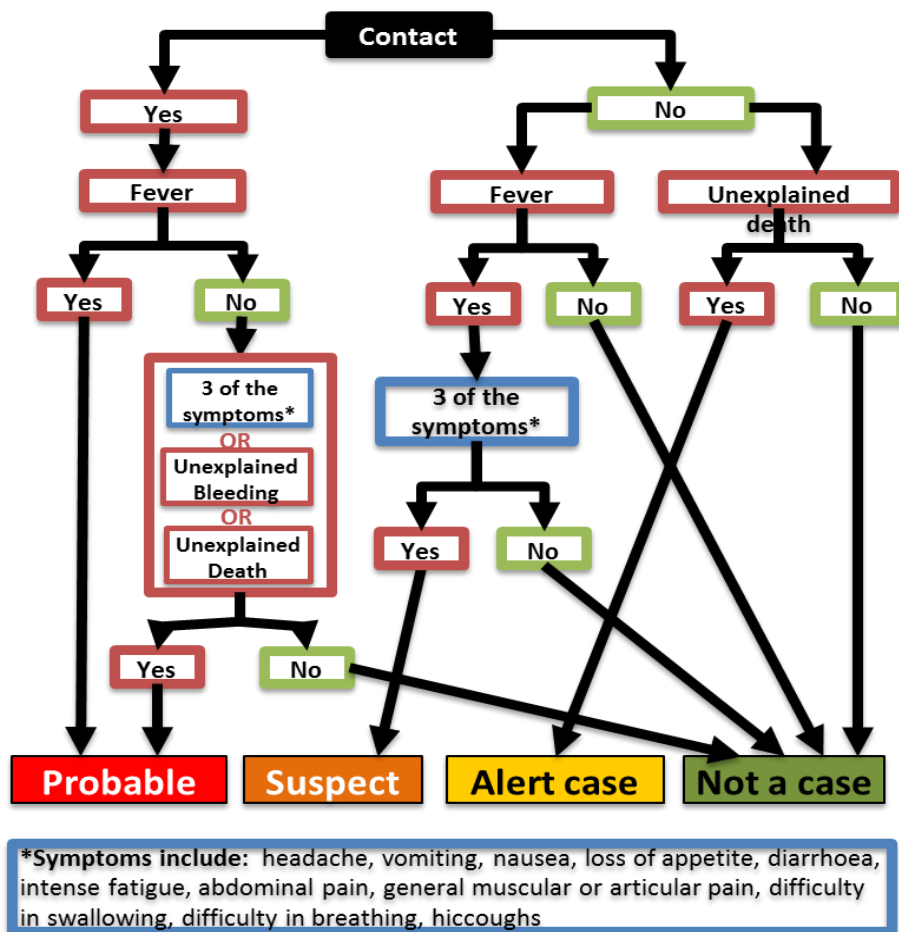 Contact
Yes
No
Fever
Fever
Unexplained
death
Yes
No
Yes
No
Yes
No
3 of the
symptoms*
OR
Unexplained
Bleeding
OR
Unexplained
Death
3 of the
symptoms*
Yes
No
Yes
No
Probable
Suspect
Alert case
Not a case
*Symptoms include: headache, vomiting, nausea, loss of appetite, diarrhoea,
intense fatigue, abdominal pain, general muscular or articular pain, difficulty
in swallowing, difficulty in breathing, hiccoughs